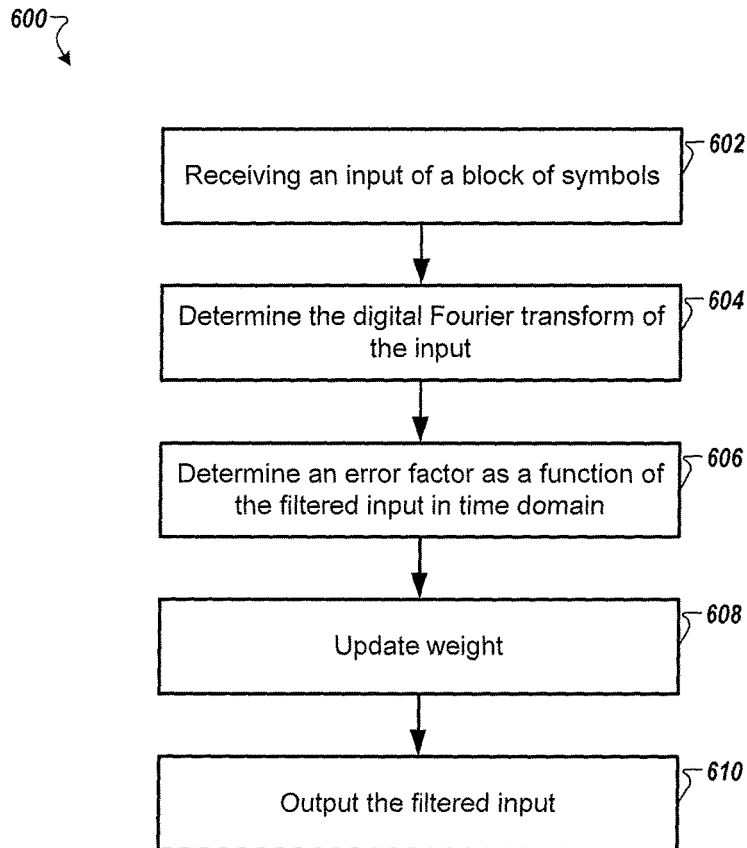 600
602
Receiving an input of a block of symbols
604
Determine the digital Fourier transform of
the input
606
Determine an error factor as a function of
the filtered input in time domain
608
Update weight
610
Output the filtered input